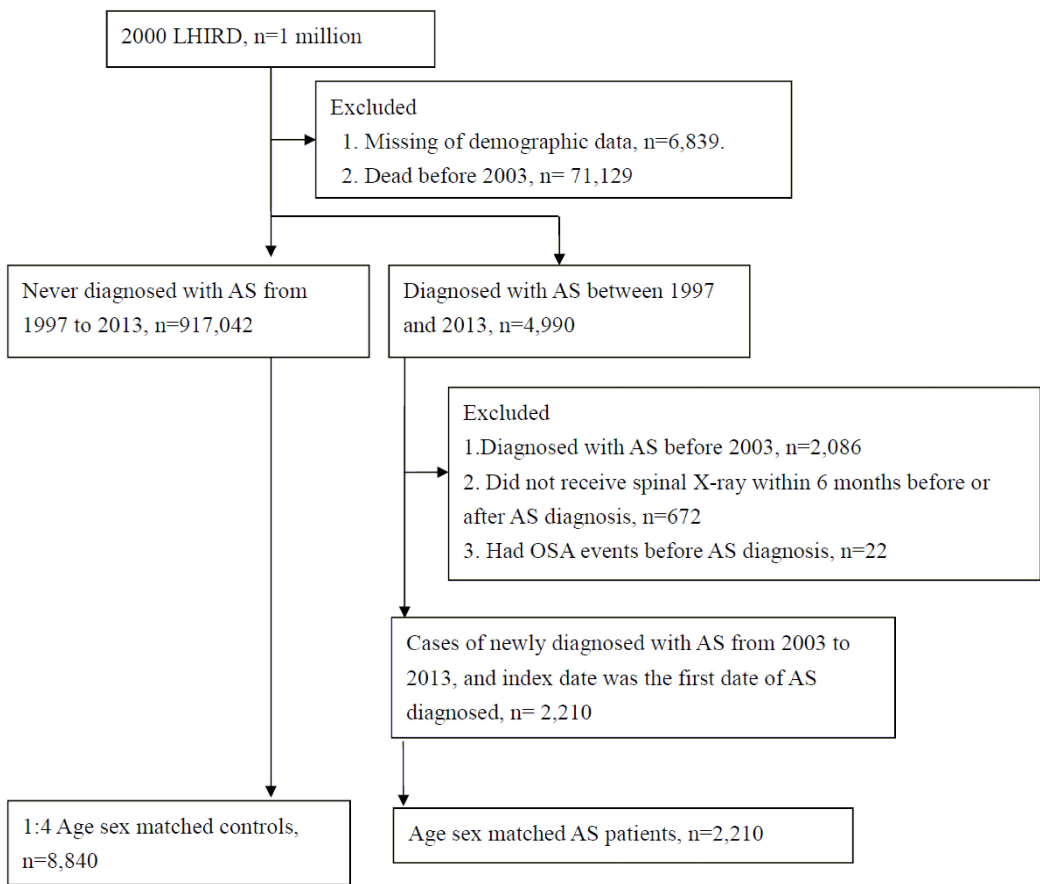 2000 LHIRD, n=1 million
Excluded
1. Missing of demographic data, n=6,839.
2. Dead before 2003, n= 71,129
Never diagnosed with AS from
1997 to 2013, n=917,042
Diagnosed with AS between 1997
and 2013, n=4,990
Excluded
1.Diagnosed with AS before 2003, n=2,086
2. Did not receive spinal X-ray within 6 months before or
after AS diagnosis, n=672
3. Had OSA events before AS diagnosis, n=22
Cases of newly diagnosed with AS from 2003 to
2013, and index date was the first date of AS
diagnosed, n= 2,210
1:4 Age sex matched controls,
n=8,840
Age sex matched AS patients, n=2,210